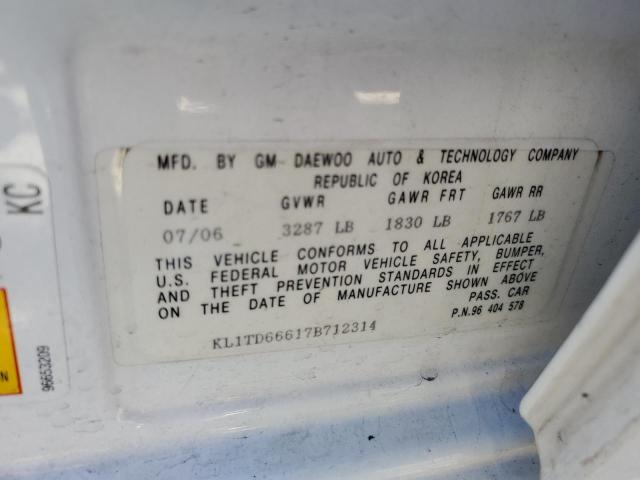 MFD. BY GM DAEWOO AUTO & TECHNOLOGY COMPANY
REPUBLIC OF KOREA
DATE GVWR GAWR FRT GAWR RR
07/06 3287 LB 1830 LB 1767 LB
THIS VEHICLE CONFORMS TO ALL APPLICABLE
U.S. FEDERAL MOTOR VEHICLE SAFETY, BUMPER,
AND THEFT PREVENTION STANDARDS IN EFFECT
ON THE DATE OF MANUFACTURE SHOWN ABOVE
PASS. CAR
P.N.96 404 578
KL1TD66617B712314
KC
96653209